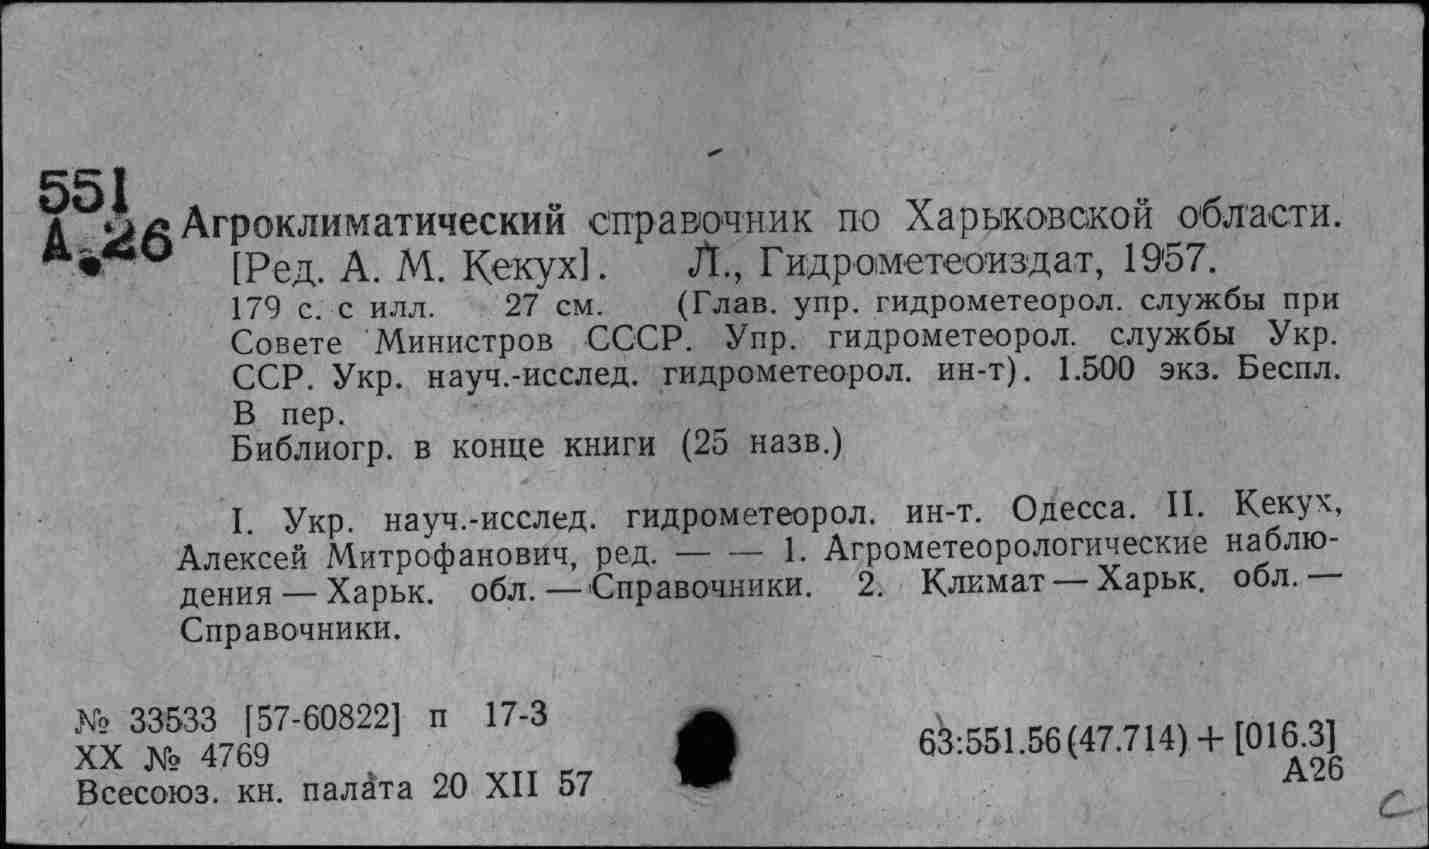 551
А.26
Агроклиматический справочник по Харьковской области.
[Ред. А. М. Кекух]. Л., Гидрометеоиздат, 1957.
179 с. с илл. 27 см. (Глав. упр. гидрометеорол. службы при
Совете Министров СССР. Упр. гидрометеорол. службы Укр.
ССР. Укр. науч.-исслед. гидрометеорол. ин-т). 1.500 экз. Беспл.
В пер.
Библиогр. в конце книги (25 назв.)
I. Укр. науч.-исслед. гидрометеорол. ин-т. Одесса. II. Кекух,
Алексей Митрофанович, ред. — — 1. Агрометеорологические наблю-
дения — Харьк. обл. — Справочники. 2. Климат — Харьк. обл. —
Справочники.
№ 33533 [57-60822] п 17-3
XX № 4769
Всесоюз. кн. палата 20 XII 57
63:551.56(47.714) + [016.3]
А26
С